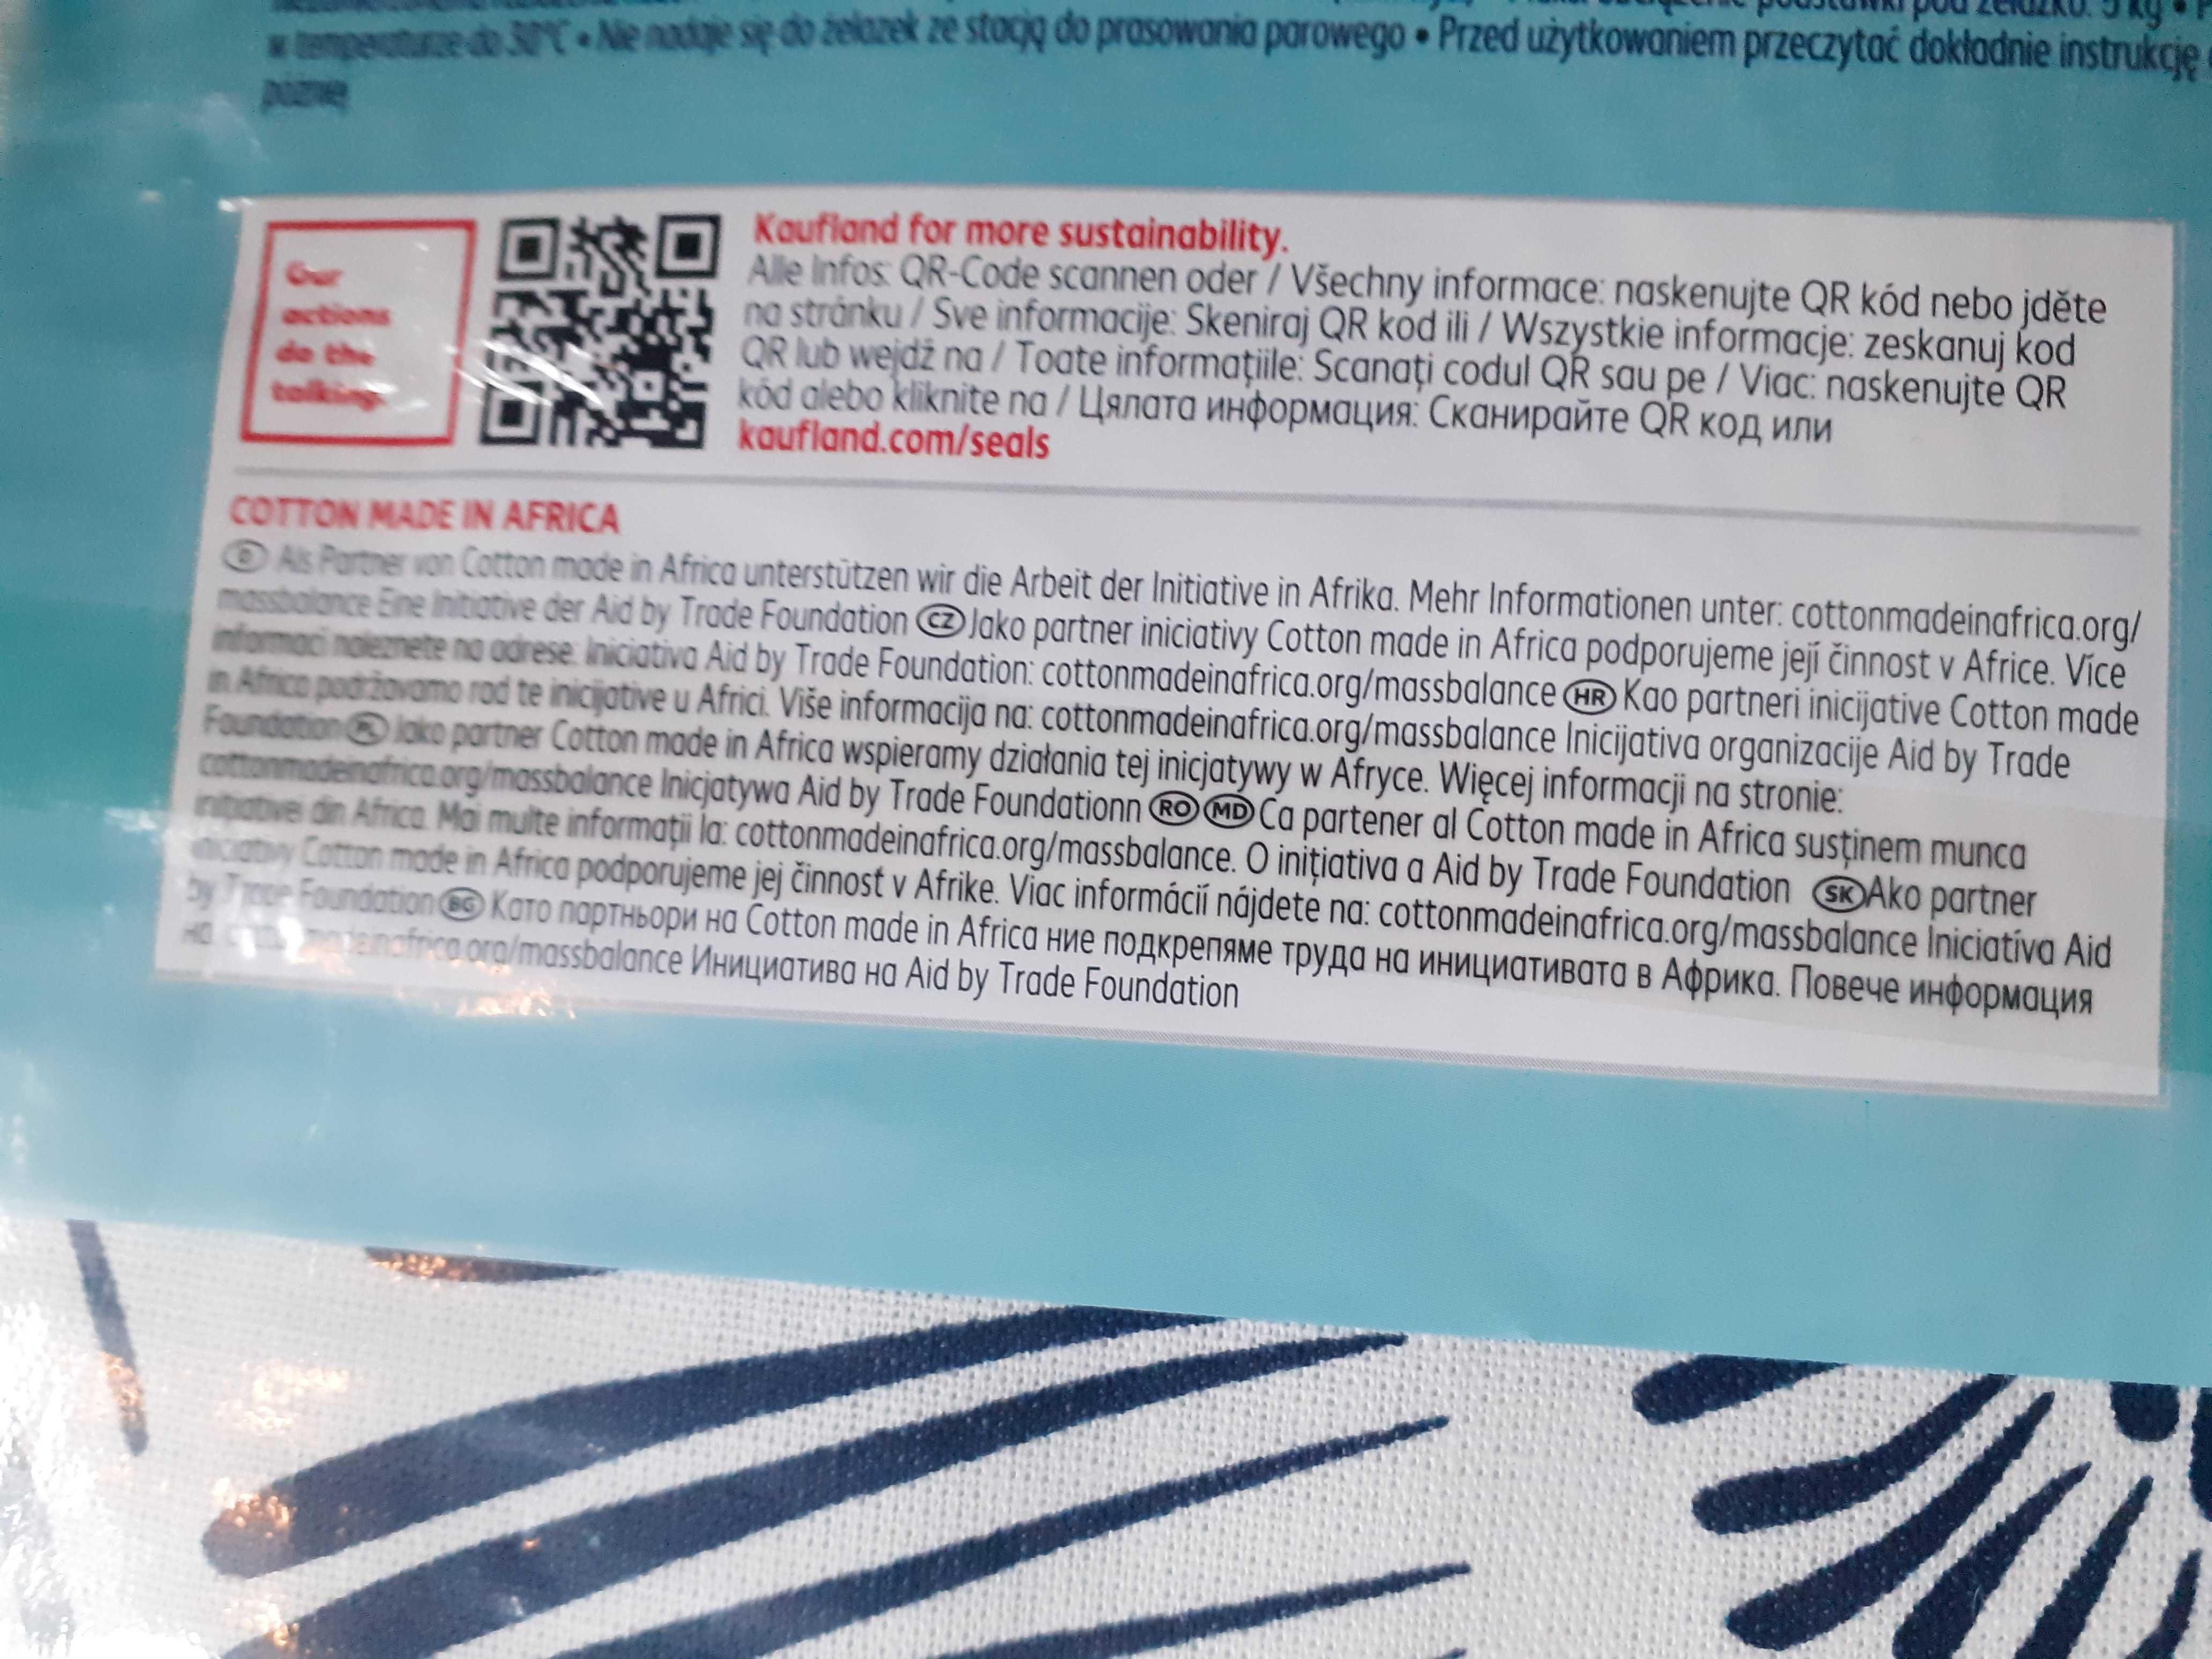 podstawki pod żelazko: 5 kg •
w temperaturze do 30°C • Nie nadaje się do żelazek ze stacją do prasowania parowego • Przed użytkowaniem przeczytać dokładnie instrukcję
Our
actions
do the
talking.
Kaufland for more sustainability.
Alle Infos: QR-Code scannen oder / Všechny informace: naskenujte QR kód nebo jděte
na stránku / Sve informacije: Skeniraj QR kod ili / Wszystkie informacje: zeskanuj kod
QR lub wejdź na / Toate informațiile: Scanați codul QR sau pe / Viac: naskenujte QR
kód alebo kliknite na / Цялата информация: Сканирайте QR код или
kaufland.com/seals
COTTON MADE IN AFRICA
D Als Partner von Cotton made in Africa unterstützen wir die Arbeit der Initiative in Afrika. Mehr Informationen unter: cottonmadeinafrica.org/
massbalance Eine Initiative der Aid by Trade Foundation CZ Jako partner iniciativy Cotton made in Africa podporujeme její činnost v Africe. Více
informací naleznete na adrese: Iniciativa Aid by Trade Foundation: cottonmadeinafrica.org/massbalance HR Kao partneri inicijative Cotton made
in Africa podržavamo rad te inicijative u Africi. Više informacija na: cottonmadeinafrica.org/massbalance Inicijativa organizacije Aid by Trade
Foundation PL Jako partner Cotton made in Africa wspieramy działania tej inicjatywy w Afryce. Więcej informacji na stronie:
cottonmadeinafrica.org/massbalance Inicjatywa Aid by Trade Foundationn RO MD Ca partener al Cotton made in Africa susținem munca
inițiativei din Africa. Mai multe informații la: cottonmadeinafrica.org/massbalance. O inițiativa a Aid by Trade Foundation SK Ako partner
iniciatívy Cotton made in Africa podporujeme jej činnosť v Afrike. Viac informácií nájdete na: cottonmadeinafrica.org/massbalance Iniciatíva Aid
by Trade Foundation BG Като партньори на Cotton made in Africa ние подкрепяме труда на инициативата в Африка. Повече информация
на: cottonmadeinafrica.org/massbalance Инициатива на Aid by Trade Foundation